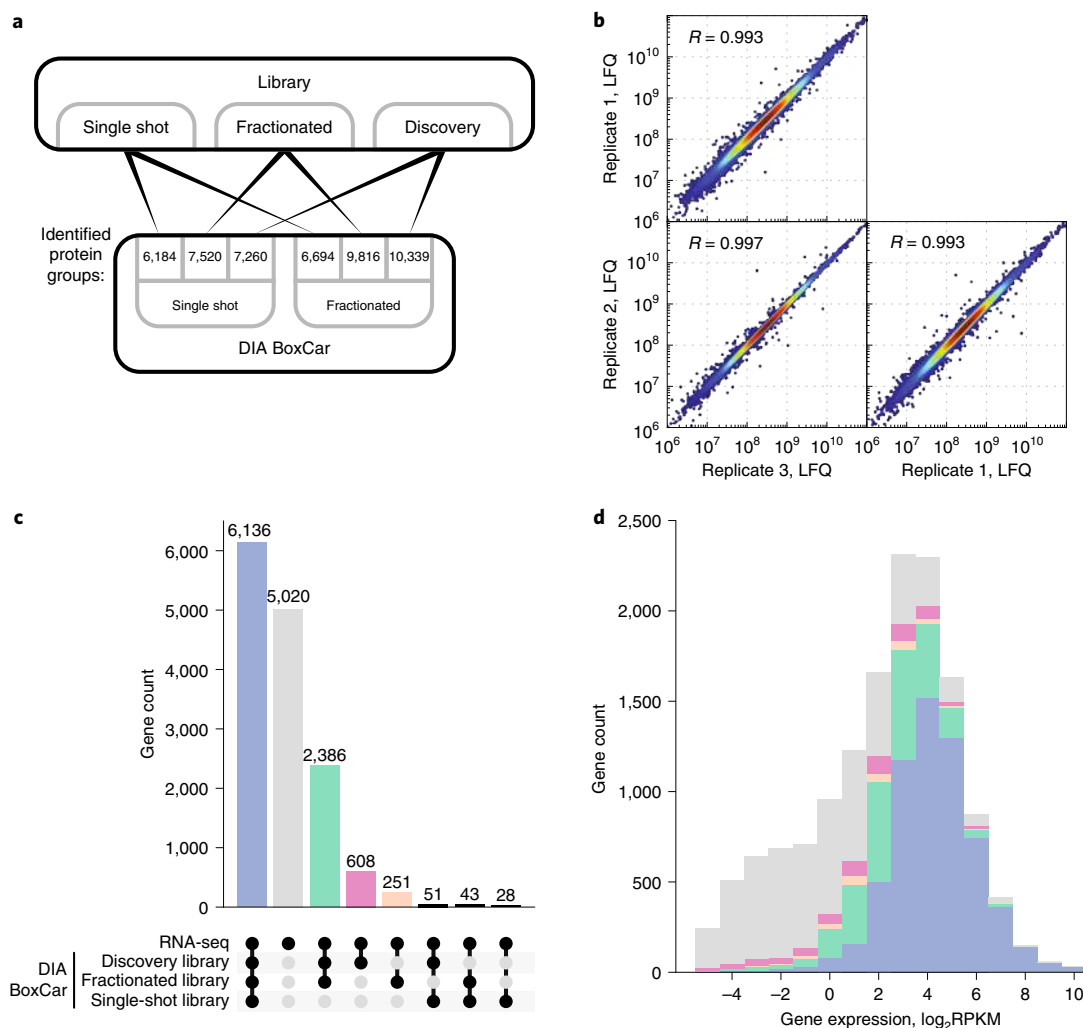 a
Library
Single shot Fractionated Discovery
Identified protein groups:
6,184 7,520 7,260 6,694 9,816 10,339
Single shot Fractionated
DIA BoxCar
b
R = 0.993
Replicate 1, LFQ
10^10
10^9
10^8
10^7
10^6
R = 0.997
R = 0.993
Replicate 2, LFQ
10^10
10^9
10^8
10^7
10^6
10^6 10^7 10^8 10^9 10^10 10^6 10^7 10^8 10^9 10^10
Replicate 3, LFQ Replicate 1, LFQ
c
Gene count
6,000
5,000
4,000
3,000
2,000
1,000
0
6,136
5,020
2,386
608
251
51
43
28
RNA-seq
Discovery library
Fractionated library
Single-shot library
DIA
BoxCar
d
Gene count
2,500
2,000
1,500
1,000
500
0
−4 −2 0 2 4 6 8 10
Gene expression, log₂RPKM